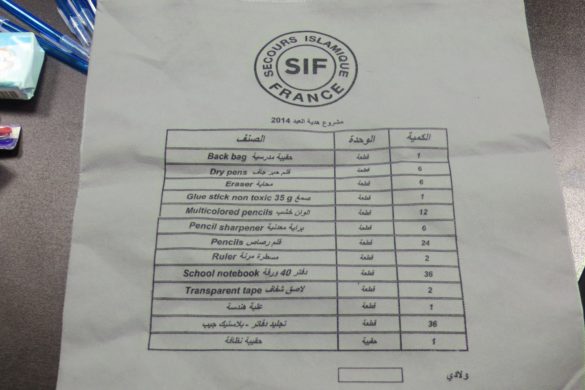 SECOURS ISLAMIQUE
SIF
FRANCE
مشروع هدية العيد 2014
الصنف الوحدة الكمية
Back bag حقيبة مدرسية قطعة 1
Dry pens قلم حبر جاف قطعة 6
Eraser محاية قطعة 6
Glue stick non toxic 35 g صمغ قطعة 1
Multicolored pencils الوان خشب قطعة 12
Pencil sharpener براية معدنية قطعة 6
Pencils قلم رصاص قطعة 24
Ruler مسطرة مرنة قطعة 2
School notebook دفتر 40 ورقة قطعة 36
Transparent tape لاصق شفاف قطعة 2
علبة هندسة قطعة 1
تجليد دفاتر - بلاستيك جيب قطعة 36
حقيبة نظافة حقيبة 1
ولادي